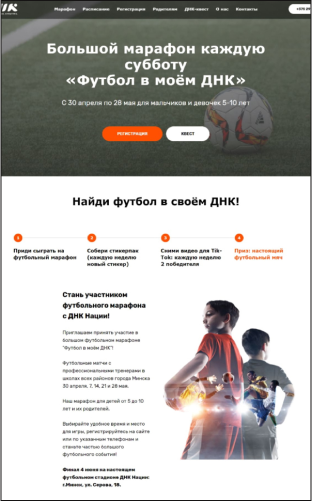 Марафон Расписание Регистрация Родителям ДНК-квест О нас Контакты
Большой марафон каждую
субботу
«Футбол в моём ДНК»
С 30 апреля по 28 мая для мальчиков и девочек 5-10 лет
РЕГИСТРАЦИЯ КВЕСТ
Найди футбол в своём ДНК!
1 2 3 4
Приди сыграть на
футбольный марафон
Собери стикерпак
(каждую неделю
новый стикер)
Сними видео для Tik-
Tok: каждую неделю
2 победителя
Приз: настоящий
футбольный мяч
Стань участником
футбольного марафона
с ДНК Нации!
Приглашаем принять участие в
большом футбольном марафоне
"Футбол в моём ДНК"!
Футбольные матчи с
профессиональными тренерами в
школах всех районов города Минска
30 апреля, 7, 14, 21 и 28 мая.
Наш марафон для детей от 5 до 10
лет и их родителей.
Выбирайте удобное время и место
для игры, регистрируйтесь на сайте
или по указанным телефонам и
станьте частью большого
футбольного события!
Финал 4 июня на настоящем
футбольном стадионе ДНК Нации:
г.Минск, ул. Серова, 1В.